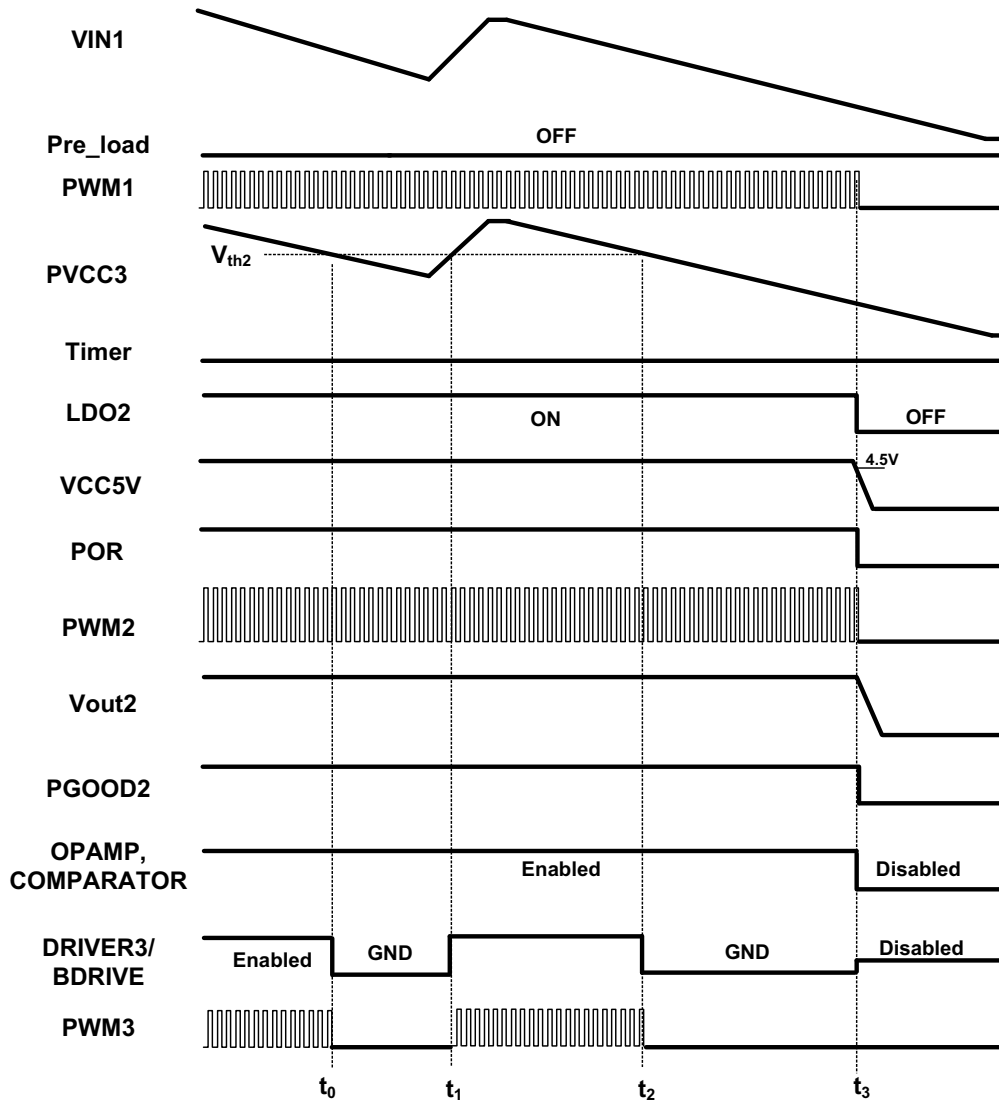 VIN1
Pre_load
OFF
PWM1
Vth2
PVCC3
Timer
LDO2
ON
OFF
VCC5V
4.5V
POR
PWM2
Vout2
PGOOD2
OPAMP,
COMPARATOR
Enabled
Disabled
DRIVER3/
BDRIVE
Enabled
GND
GND
Disabled
PWM3
t0
t1
t2
t3